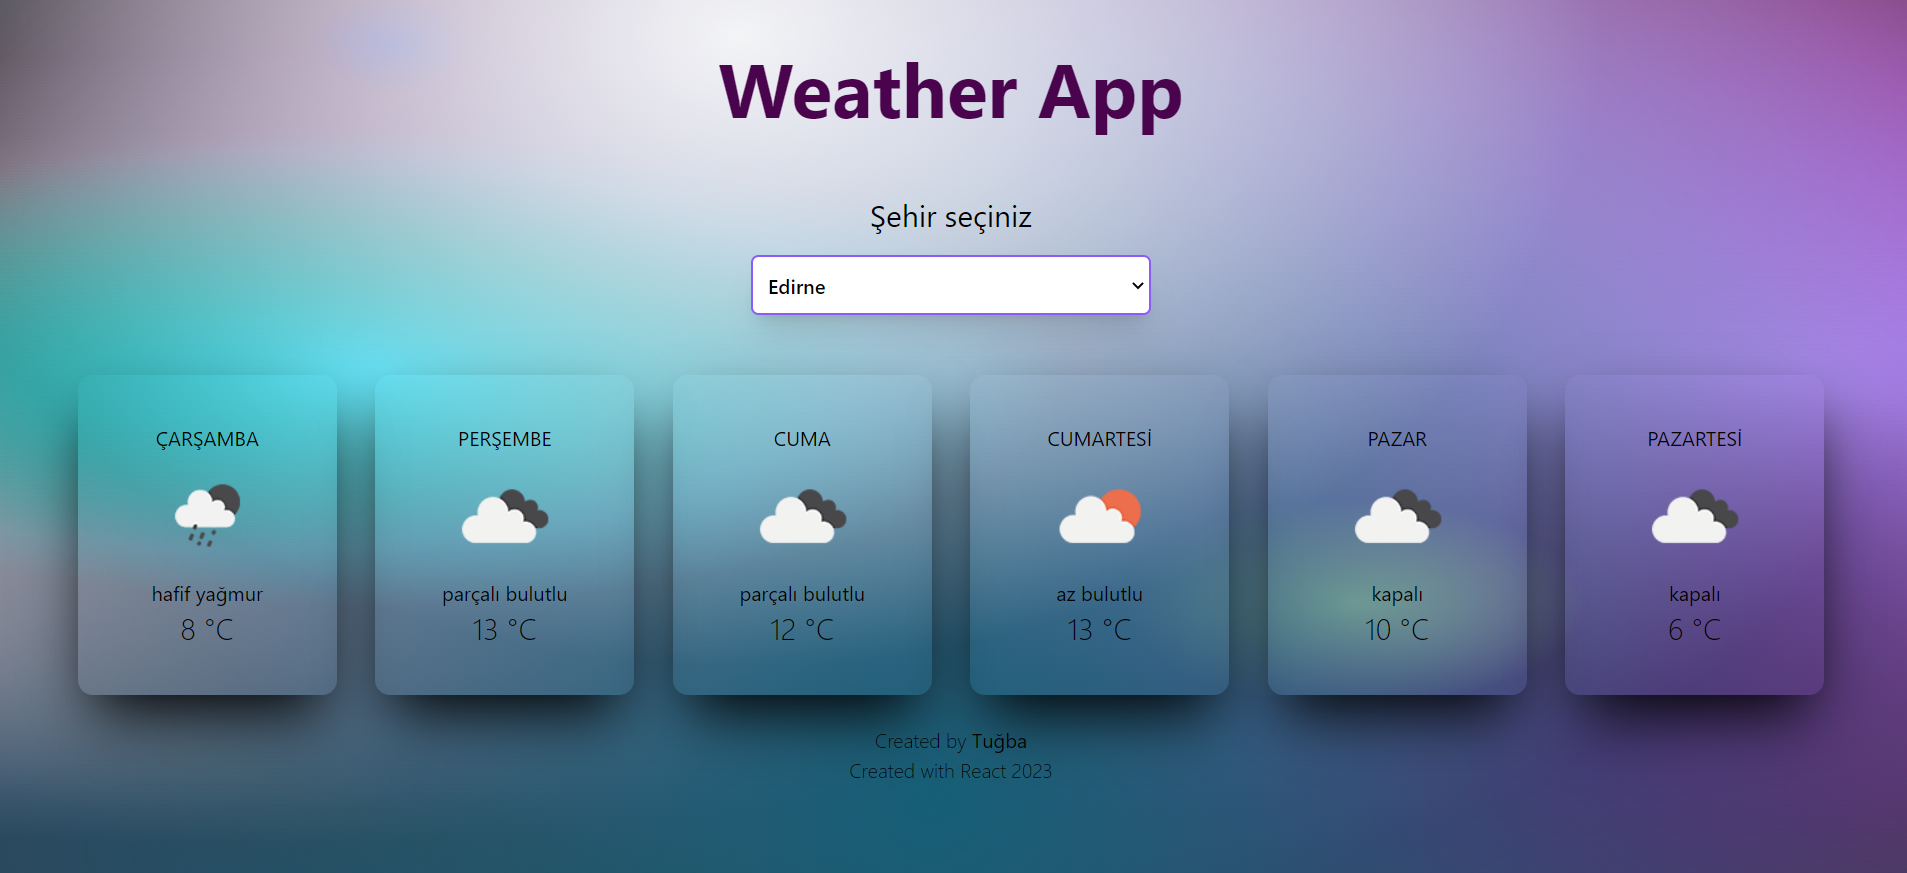 Weather App
Şehir seçiniz
Edirne
ÇARŞAMBA
hafif yağmur
8 °C
PERŞEMBE
parçalı bulutlu
13 °C
CUMA
parçalı bulutlu
12 °C
CUMARTESİ
az bulutlu
13 °C
PAZAR
kapalı
10 °C
PAZARTESİ
kapalı
6 °C
Created by Tuğba
Created with React 2023